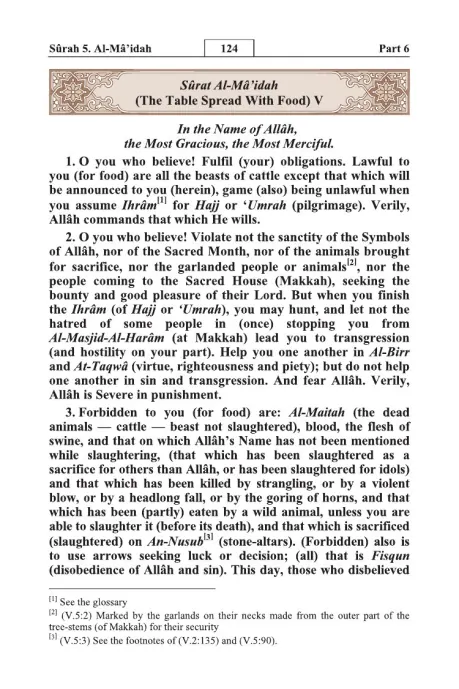 Sûrah 5. Al-Mâ’idah 124 Part 6
Sûrat Al-Mâ’idah
(The Table Spread With Food) V
In the Name of Allâh,
the Most Gracious, the Most Merciful.
1. O you who believe! Fulfil (your) obligations. Lawful to
you (for food) are all the beasts of cattle except that which will
be announced to you (herein), game (also) being unlawful when
you assume Ihrâm[1] for Hajj or ‘Umrah (pilgrimage). Verily,
Allâh commands that which He wills.
2. O you who believe! Violate not the sanctity of the Symbols
of Allâh, nor of the Sacred Month, nor of the animals brought
for sacrifice, nor the garlanded people or animals[2], nor the
people coming to the Sacred House (Makkah), seeking the
bounty and good pleasure of their Lord. But when you finish
the Ihrâm (of Hajj or ‘Umrah), you may hunt, and let not the
hatred of some people in (once) stopping you from
Al-Masjid-Al-Harâm (at Makkah) lead you to transgression
(and hostility on your part). Help you one another in Al-Birr
and At-Taqwâ (virtue, righteousness and piety); but do not help
one another in sin and transgression. And fear Allâh. Verily,
Allâh is Severe in punishment.
3. Forbidden to you (for food) are: Al-Maitah (the dead
animals — cattle — beast not slaughtered), blood, the flesh of
swine, and that on which Allâh’s Name has not been mentioned
while slaughtering, (that which has been slaughtered as a
sacrifice for others than Allâh, or has been slaughtered for idols)
and that which has been killed by strangling, or by a violent
blow, or by a headlong fall, or by the goring of horns, and that
which has been (partly) eaten by a wild animal, unless you are
able to slaughter it (before its death), and that which is sacrificed
(slaughtered) on An-Nusub[3] (stone-altars). (Forbidden) also is
to use arrows seeking luck or decision; (all) that is Fisqun
(disobedience of Allâh and sin). This day, those who disbelieved
[1] See the glossary
[2] (V.5:2) Marked by the garlands on their necks made from the outer part of the
tree-stems (of Makkah) for their security
[3] (V.5:3) See the footnotes of (V.2:135) and (V.5:90).